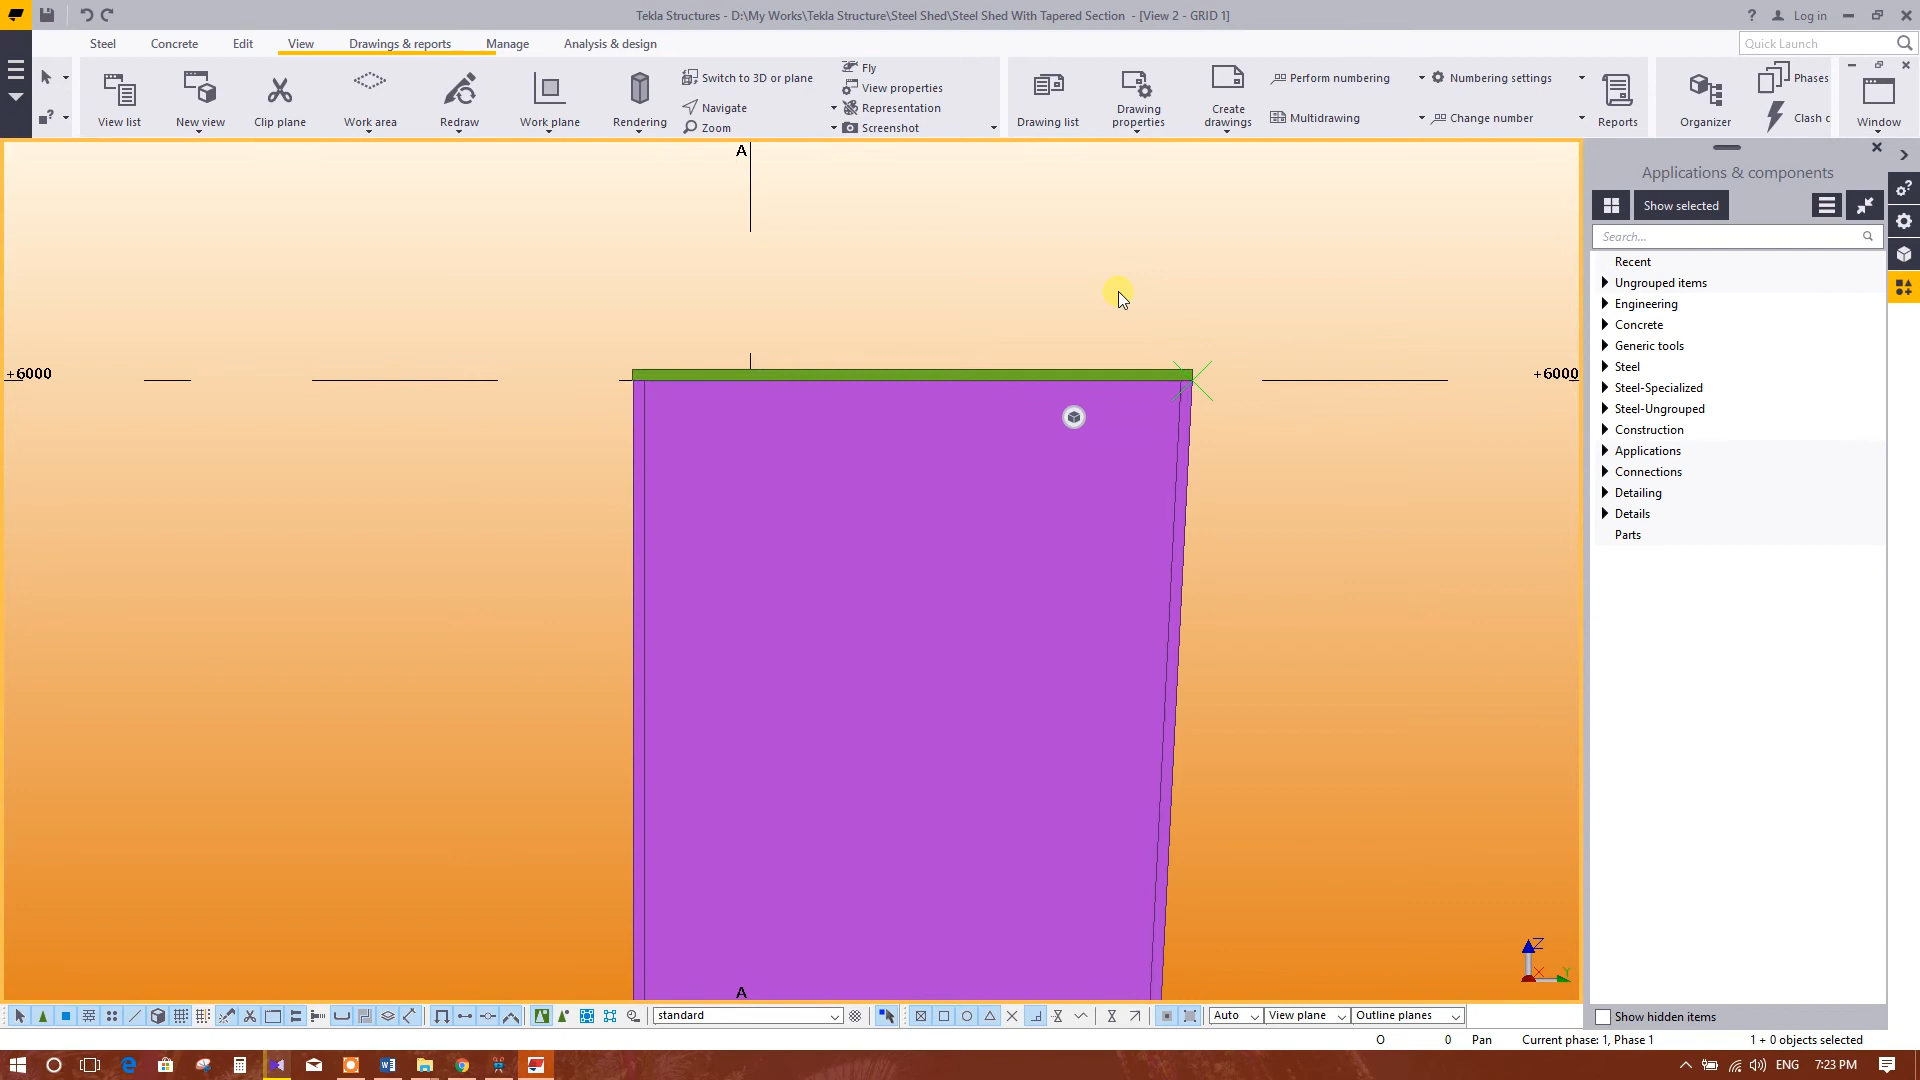 Tekla Structures - D:\My Works\Tekla Structure\Steel Shed\Steel Shed With Tapered Section - [View 2 - GRID 1]
? Log in
Steel Concrete Edit View Drawings & reports Manage Analysis & design
Quick Launch
View list
New view
Clip plane
Work area
Redraw
Work plane
Rendering
Switch to 3D or plane
Navigate
Zoom
Fly
View properties
Representation
Screenshot
Drawing list
Drawing properties
Create drawings
Perform numbering
Multidrawing
Numbering settings
Change number
Reports
Organizer
Phases
Clash c
Window
A
+6000
+6000
A
Z
X
Y
Applications & components
Show selected
Search...
Recent
Ungrouped items
Engineering
Concrete
Generic tools
Steel
Steel-Specialized
Steel-Ungrouped
Construction
Applications
Connections
Detailing
Details
Parts
Show hidden items
standard
Auto
View plane
Outline planes
O 0 Pan Current phase: 1, Phase 1 1 + 0 objects selected
ENG 7:23 PM